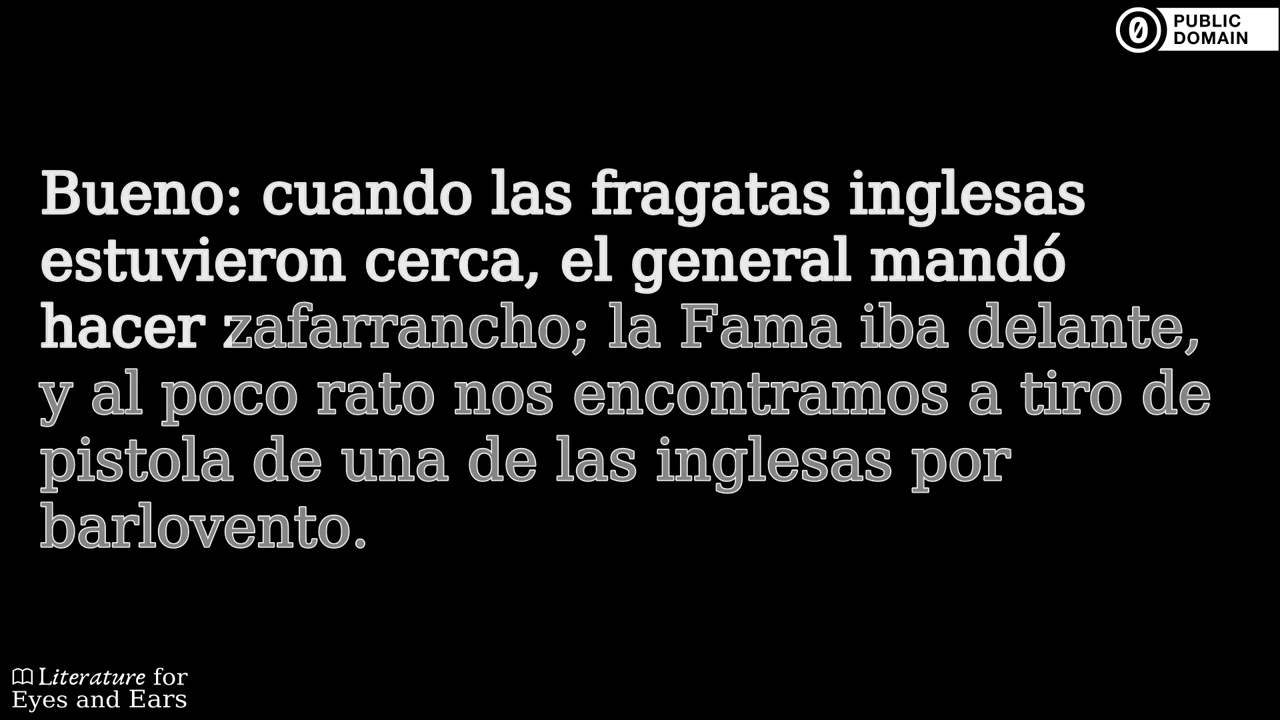 PUBLIC
DOMAIN
Bueno: cuando las fragatas inglesas
estuvieron cerca, el general mandó
hacer zafarrancho; la Fama iba delante,
y al poco rato nos encontramos a tiro de
pistola de una de las inglesas por
barlovento.
Literature for
Eyes and Ears